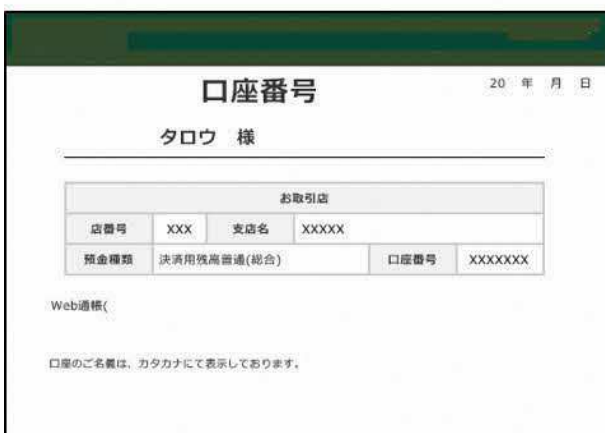 口座番号
20 年 月 日
タロウ 様
お取引店
店番号 XXX 支店名 XXXXX
預金種類 決済用残高普通(総合) 口座番号 XXXXXXX
Web通帳(
口座のご名義は、カタカナにて表示しております。